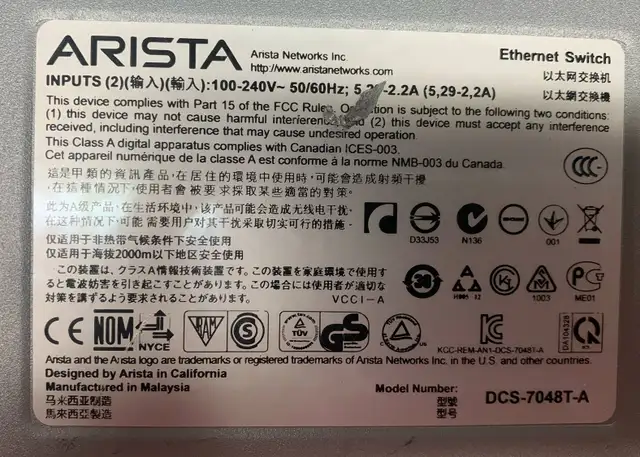 ARISTA
Arista Networks Inc
http://www.aristanetworks.com
Ethernet Switch
以太网交换机
以太網交換機
INPUTS (2)(输入)(輸入):100-240V~ 50/60Hz; 2.2A (5,29-2,2A)
This device complies with Part 15 of the FCC is subject to the following two conditions:
(1) this device may not cause harmful and (2) this device must accept any interference
received, including interference that may cause undesired operation
This Class A digital apparatus complies with Canadian ICES-003.
Cet appareil numérique de la classe A est conforme à la norme NMB-003 du Canada.
這是甲類的資訊產品，在居住的環境中使用時，可能會造成射頻干擾
，在這種情況下，使用者會被要求採取某些適當的對策。
此为A级产品，在生活环境中，该产品可能会造成无线电干扰，
在这种情况下，可能需要用户对其干扰采取切实可行的措施。
仅适用于非热带气候条件下安全使用
仅适用于海拨2000m以下地区安全使用
この装置は、クラスA情報技術装置です。この装置を家庭環境で使用す
ると電波妨害を引き起こすことがあります。この場合には使用者が適切な
対策を講ずるよう要求されることがあります。 VCCI-A
CCC
D33J53
N136
001
30
1003
ME01
CE
NOM
NYCE
RAM
S
TÜV
GS
TÜV
KCC-REM-AN1-DCS-7048T-A
DA104328
Arista and the Arista logo are trademarks or registered trademarks of Arista Networks Inc. in the U.S. and other countries.
Designed by Arista in California
Manufactured in Malaysia
马来西亚制造
馬來西亞製造
Model Number:
型號
型号
DCS-7048T-A